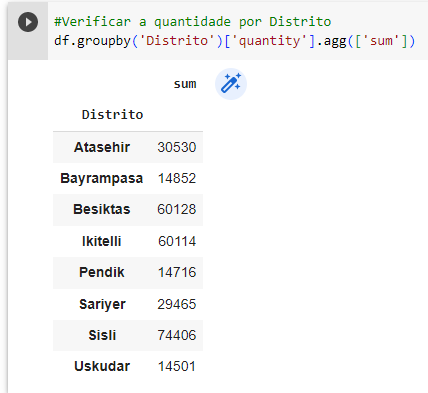 #Verificar a quantidade por Distrito
df.groupby('Distrito')['quantity'].agg(['sum'])
sum
Distrito
Atasehir 30530
Bayrampasa 14852
Besiktas 60128
Ikitelli 60114
Pendik 14716
Sariyer 29465
Sisli 74406
Uskudar 14501